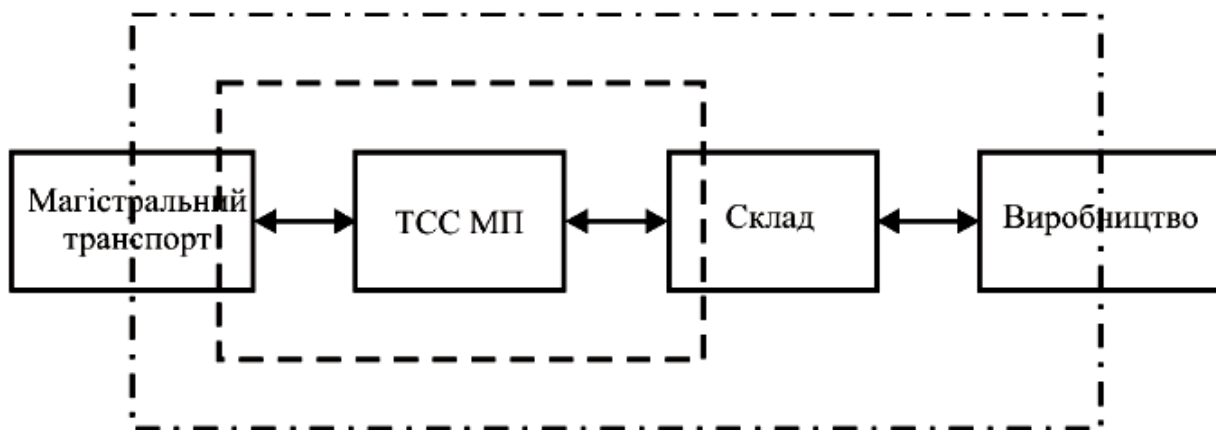 Магістральний
транспорт
ТСС МП
Склад
Виробництво